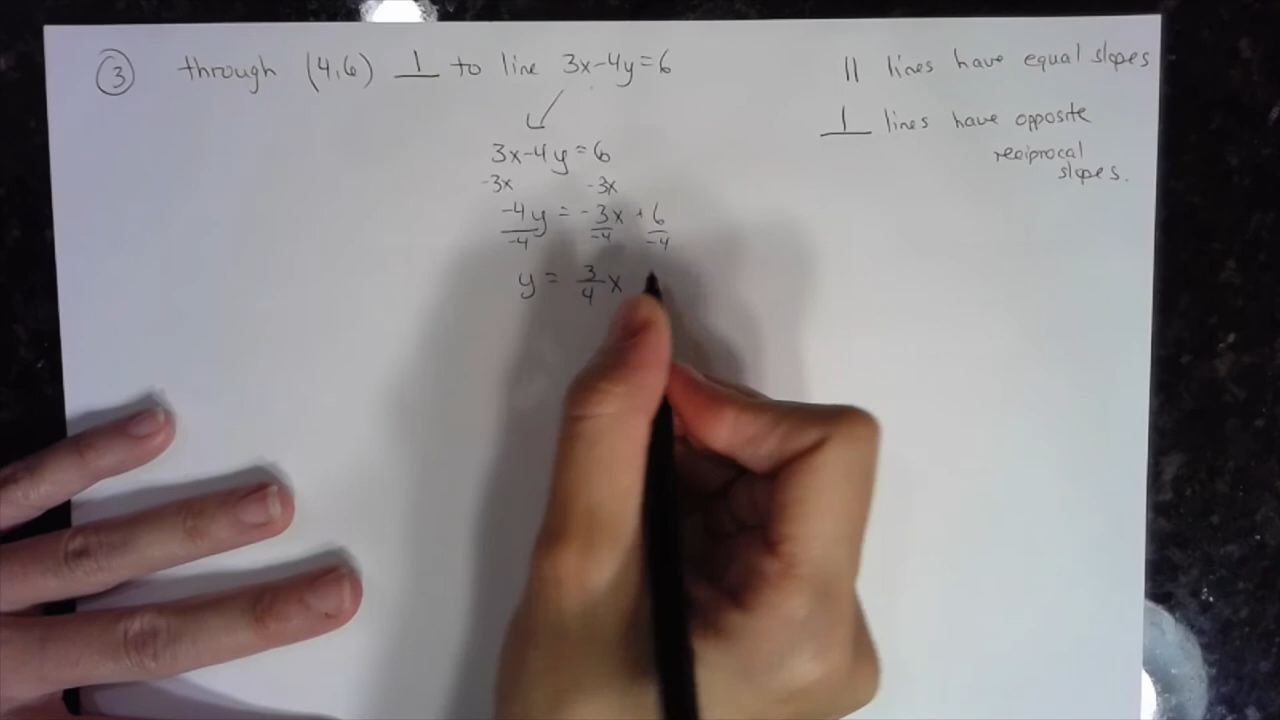 ③ through (4,6) ⊥ to line 3x-4y=6
3x-4y=6
-3x -3x
-4y = -3x + 6
-4 -4 -4
y = 3/4 x
|| lines have equal slopes
⊥ lines have opposite
reciprocal
slopes.